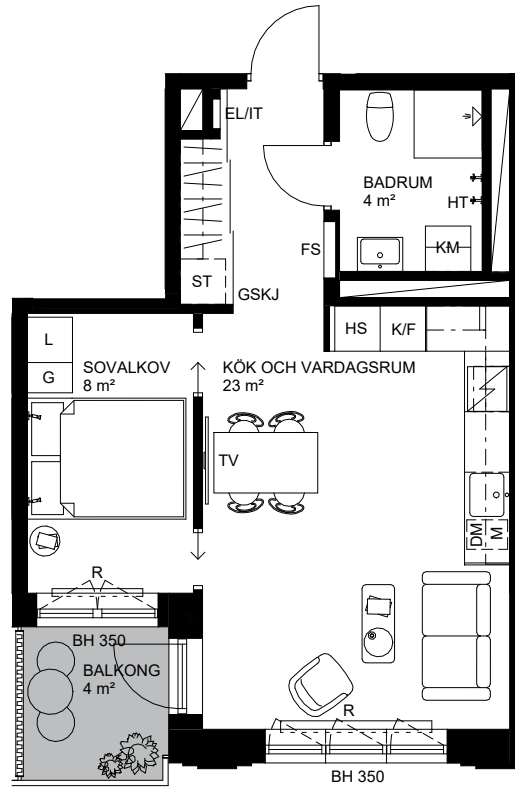 EL/IT
BADRUM
4 m²
HT
FS
KM
ST
GSKJ
HS
K/F
L
G
SOVALKOV
8 m²
KÖK OCH VARDAGSRUM
23 m²
TV
DM
M
R
BH 350
BALKONG
4 m²
R
BH 350